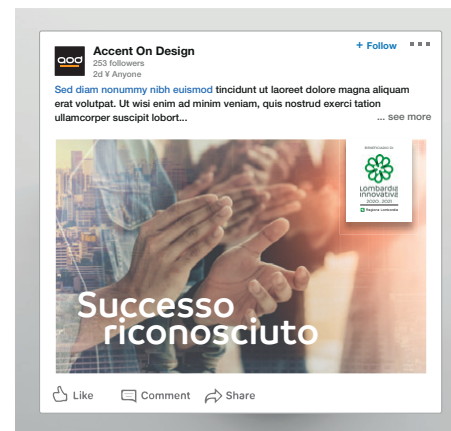 aod
Accent On Design
253 followers
2d ¥ Anyone
+ Follow
Sed diam nonummy nibh euismod tincidunt ut laoreet dolore magna aliquam
erat volutpat. Ut wisi enim ad minim veniam, quis nostrud exerci tation
ullamcorper suscipit lobort...
... see more
Lombardia
innovativa
2020-2021
Regione Lombardia
Successo
riconosciuto
Like
Comment
Share